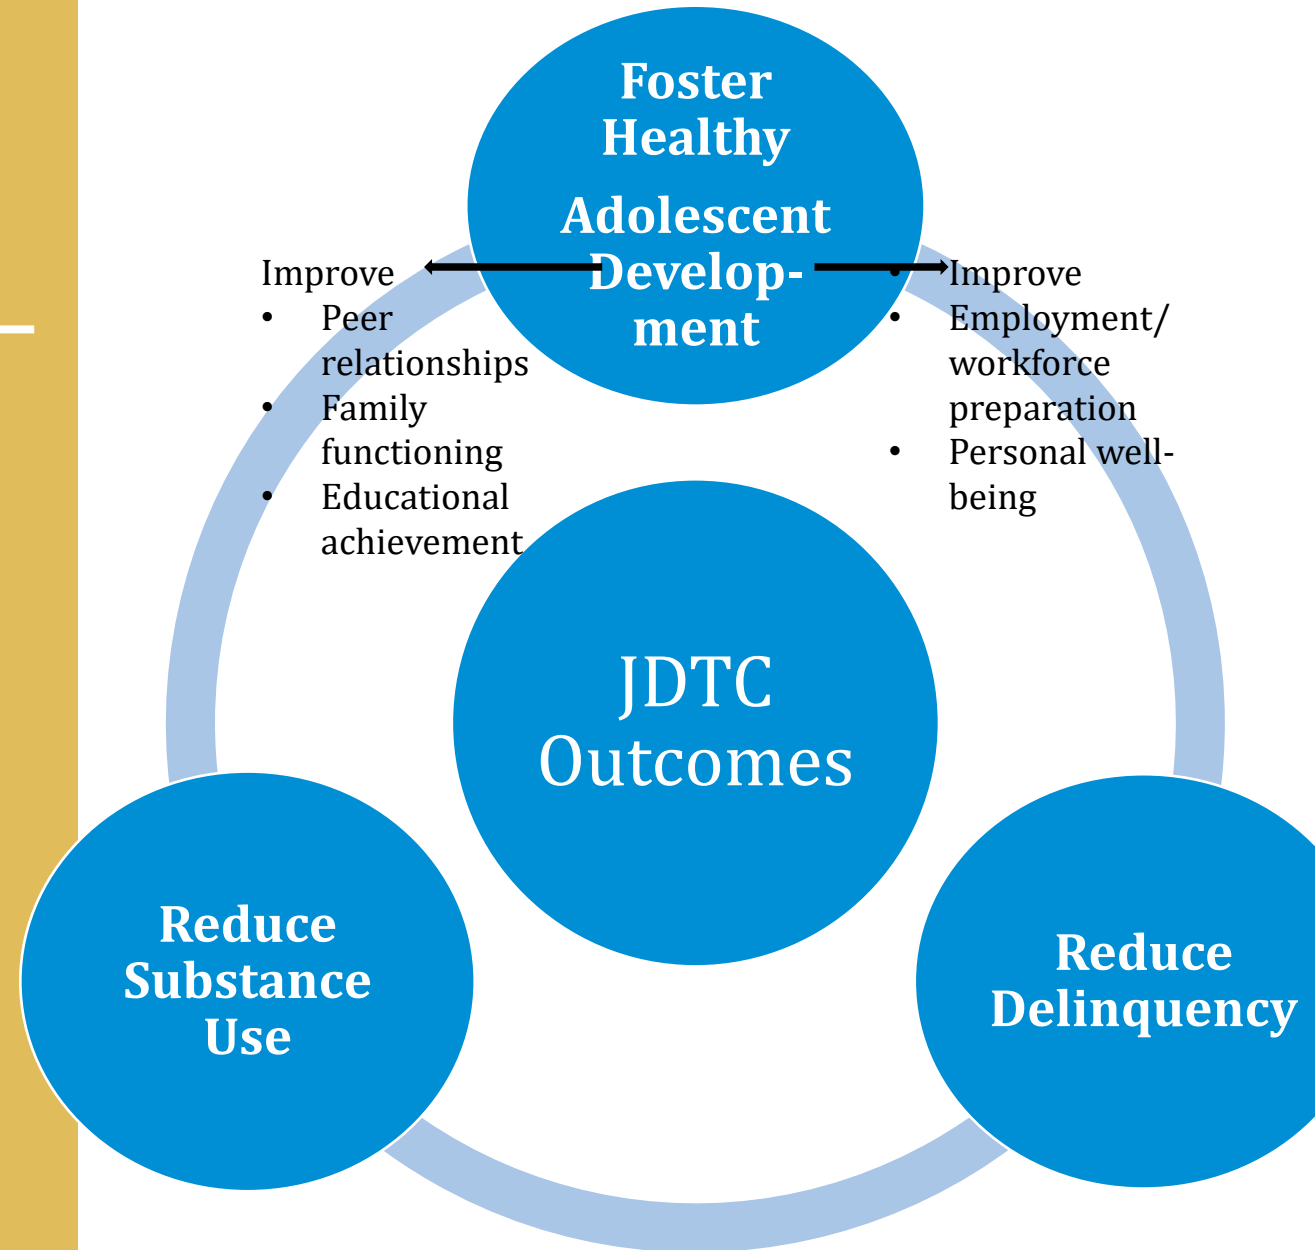 Foster
Healthy
Adolescent
Develop-
ment
Improve
• Peer
relationships
• Family
functioning
• Educational
achievement
• Improve
• Employment/
workforce
preparation
• Personal well-
being
JDTC
Outcomes
Reduce
Substance
Use
Reduce
Delinquency